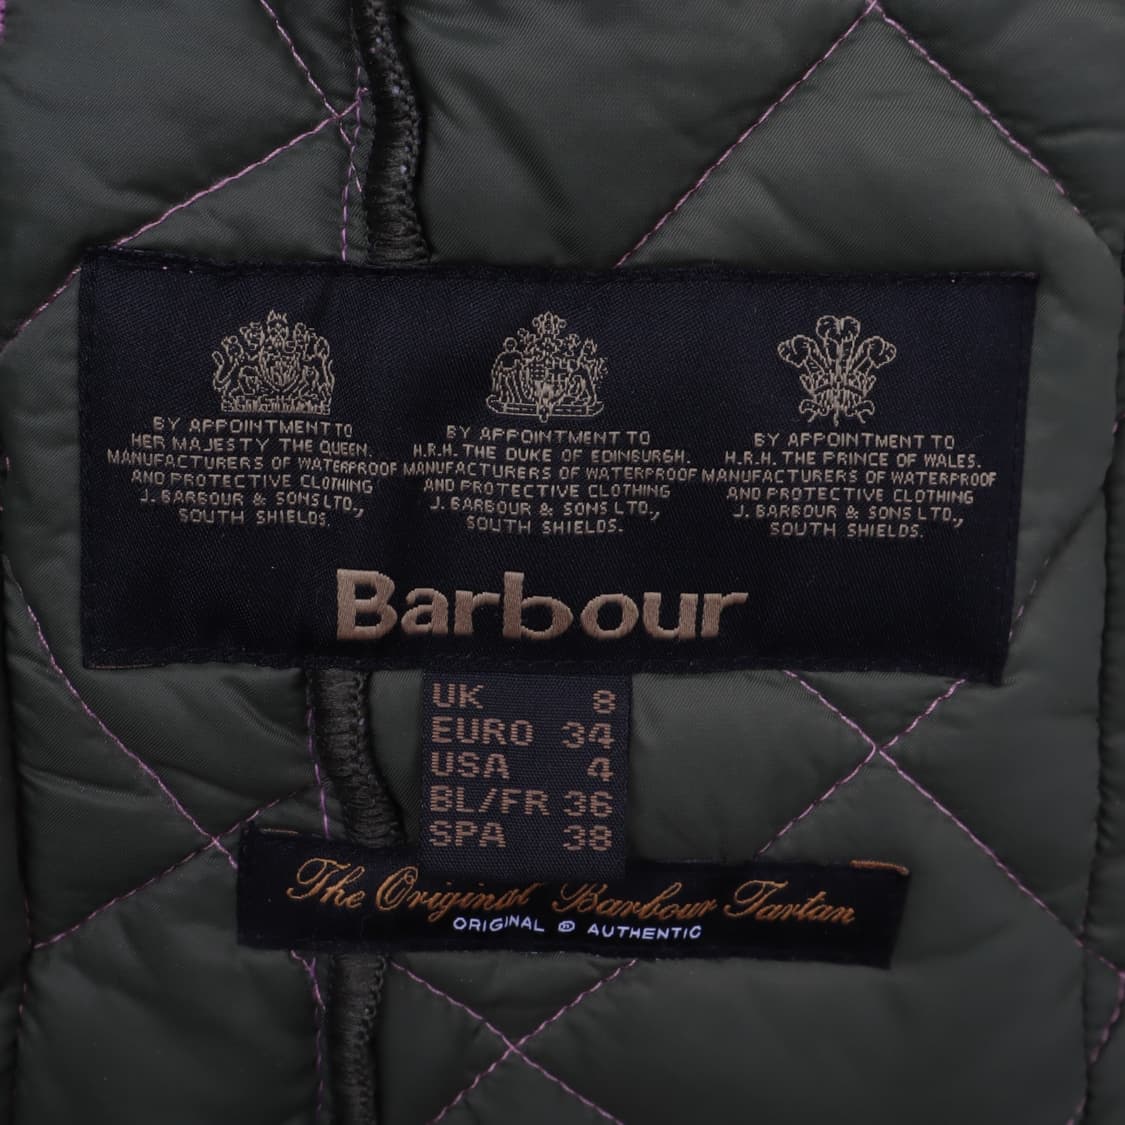 BY APPOINTMENT TO
HER MAJESTY THE QUEEN.
MANUFACTURERS OF WATERPROOF
AND PROTECTIVE CLOTHING
J. BARBOUR & SONS LTD.,
SOUTH SHIELDS.
BY APPOINTMENT TO
H.R.H. THE DUKE OF EDINBURGH.
MANUFACTURERS OF WATERPROOF
AND PROTECTIVE CLOTHING
J. BARBOUR & SONS LTD.,
SOUTH SHIELDS.
BY APPOINTMENT TO
H.R.H. THE PRINCE OF WALES.
MANUFACTURERS OF WATERPROOF
AND PROTECTIVE CLOTHING
J. BARBOUR & SONS LTD.,
SOUTH SHIELDS.
Barbour
UK 8
EURO 34
USA 4
BL/FR 36
SPA 38
The Original Barbour Tartan
ORIGINAL AUTHENTIC